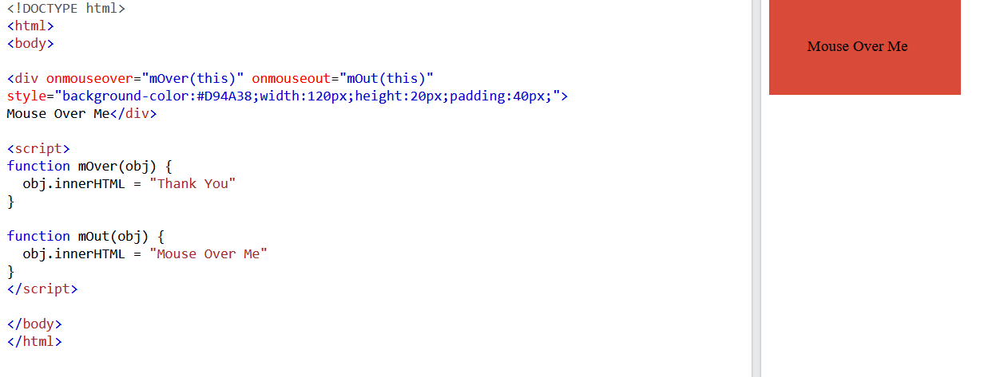 <!DOCTYPE html>
<html>
<body>
<div onmouseover="mOver(this)" onmouseout="mOut(this)"
style="background-color:#D94A38;width:120px;height:20px;padding:40px;">
Mouse Over Me</div>
<script>
function mOver(obj) {
  obj.innerHTML = "Thank You"
}
function mOut(obj) {
  obj.innerHTML = "Mouse Over Me"
}
</script>
</body>
</html>
Mouse Over Me